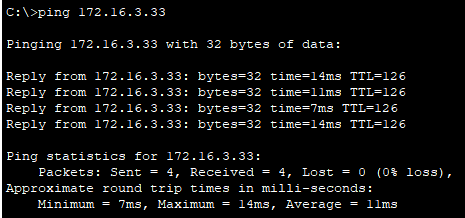 C:\>ping 172.16.3.33
Pinging 172.16.3.33 with 32 bytes of data:
Reply from 172.16.3.33: bytes=32 time=14ms TTL=126
Reply from 172.16.3.33: bytes=32 time=11ms TTL=126
Reply from 172.16.3.33: bytes=32 time=7ms TTL=126
Reply from 172.16.3.33: bytes=32 time=14ms TTL=126
Ping statistics for 172.16.3.33:
Packets: Sent = 4, Received = 4, Lost = 0 (0% loss),
Approximate round trip times in milli-seconds:
Minimum = 7ms, Maximum = 14ms, Average = 11ms